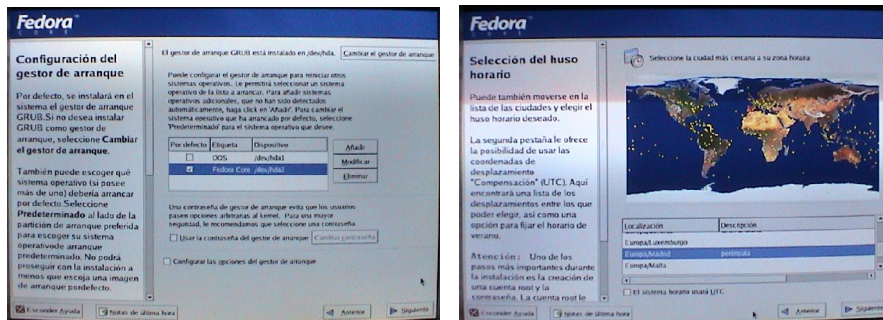 Fedora
CORE
Configuración del
gestor de arranque
Por defecto, se instalará en el
sistema el gestor de arranque
GRUB.Si no desea instalar
GRUB como gestor de
arranque, seleccione Cambiar
el gestor de arranque.
También puede escoger qué
sistema operativo (si posee
más de uno) debería arrancar
por defecto.Seleccione
Predeterminado al lado de la
partición de arranque preferida
para escoger su sistema
operativode arranque
predeterminado. No podrá
proseguir con la instalación a
menos que escoja una imagen
de arranque pordefecto.
El gestor de arranque GRUB está instalado en /dev/hda.
Cambiar el gestor de arranque
Puede configurar el gestor de arranque para reiniciar otros
sistemas operativos. Le permitirá seleccionar un sistema
operativo de la lista a arrancar. Para añadir sistemas
operativos adicionales, que no han sido detectados
automáticamente, haga click en 'Añadir'. Para cambiar el
sistema operativo que ha arrancado por defecto, seleccione
'Predeterminado' para el sistema operativo que desee.
Por defecto Etiqueta Dispositivo
DOS /dev/hda1
Fedora Core /dev/hda2
Añadir
Modificar
Eliminar
Una contraseña de gestor de arranque evita que los usuarios
pasen opciones arbitrarias al kernel. Para una mayor
seguridad, le recomendamos que seleccione una contraseña.
Usar la contraseña del gestor de arranque
Cambiar contraseña
Configurar las opciones del gestor de arranque
Esconder Ayuda
Notas de última hora
Anterior
Siguiente
Fedora
CORE
Selección del huso
horario
Puede también moverse en la
lista de las ciudades y elegir el
huso horario deseado.
La segunda pestaña le ofrece
la posibilidad de usar las
coordenadas de
desplazamiento
"Compensación" (UTC). Aquí
encontrará una lista de los
desplazamientos entre los que
poder elegir, así como una
opción para fijar el horario de
verano.
Atención: Uno de los
pasos más importantes durante
la instalación es la creación de
una cuenta root y la
contraseña. La cuenta root le
Seleccione la ciudad más cercana a su zona horaria:
Localización Descripción
Europa/Luxemburgo
Europa/Madrid península
Europa/Malta
El sistema horario usará UTC
Esconder Ayuda
Notas de última hora
Anterior
Siguiente